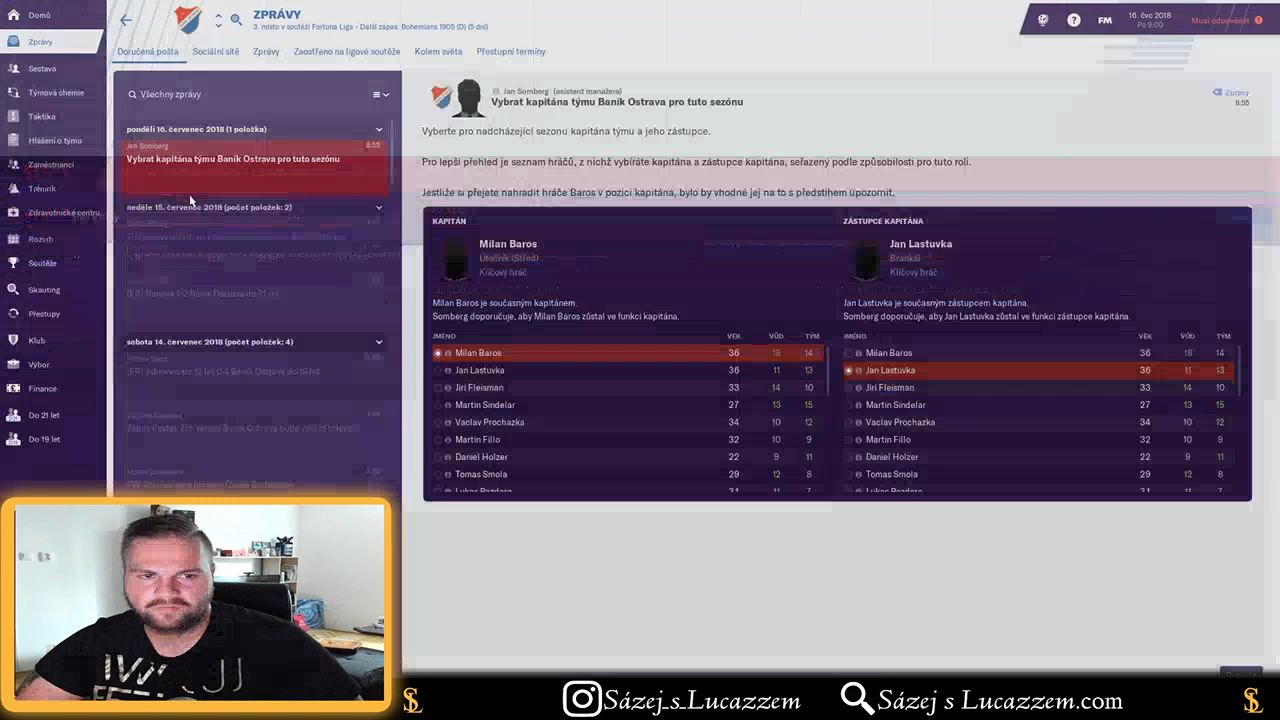 Domů
Zprávy
Sestava
Týmová chemie
Taktika
Hlášení o týmu
Zaměstnanci
Trénink
Zdravotnické centru
Rozvrh
Soutěže
Skauting
Přestupy
Klub
Výbor
Finance
Do 21 let
Do 19 let
ZPRÁVY
3. místo v soutěži Fortuna Liga - Další zápas: Bohemians 1905 (D) (5 dní)
FM
16. čvc 2018
Po 9:00
Musí odpovědět
Doručená pošta
Sociální sítě
Zprávy
Zaostřeno na ligové soutěže
Kolem světa
Přestupní termíny
Všechny zprávy
pondělí 16. červenec 2018 (1 položka)
Jan Somberg
8:55
Vybrat kapitána týmu Baník Ostrava pro tuto sezónu
neděle 15. červenec 2018 (počet položek: 2)
sobota 14. červenec 2018 (počet položek: 4)
Jan Somberg (asistent manažera)
Vybrat kapitána týmu Baník Ostrava pro tuto sezónu
Zprávy
8:55
Vyberte pro nadcházející sezonu kapitána týmu a jeho zástupce.
Pro lepší přehled je seznam hráčů, z nichž vybíráte kapitána a zástupce kapitána, seřazený podle způsobilosti pro tuto roli.
Jestliže si přejete nahradit hráče Baros v pozici kapitána, bylo by vhodné jej na to s předstihem upozornit.
KAPITÁN
Milan Baros
Útočník (Střed)
Klíčový hráč
Milan Baros je současným kapitánem.
Somberg doporučuje, aby Milan Baros zůstal ve funkci kapitána.
JMÉNO VĚK VŮD TÝM
Milan Baros 36 18 14
Jan Lastuvka 36 11 13
Jiří Fleisman 33 14 10
Martin Sindelar 27 13 15
Vaclav Prochazka 34 10 12
Martin Fillo 32 10 9
Daniel Holzer 22 9 11
Tomas Smola 29 12 8
Lukas Pazdera 31 11 7
ZÁSTUPCE KAPITÁNA
Jan Lastuvka
Brankář
Klíčový hráč
Jan Lastuvka je současným zástupcem kapitána.
Somberg doporučuje, aby Jan Lastuvka zůstal ve funkci zástupce kapitána.
JMÉNO VĚK VŮD TÝM
Milan Baros 36 18 14
Jan Lastuvka 36 11 13
Jiří Fleisman 33 14 10
Martin Sindelar 27 13 15
Vaclav Prochazka 34 10 12
Martin Fillo 32 10 9
Daniel Holzer 22 9 11
Tomas Smola 29 12 8
Lukas Pazdera 31 11 7
Sázej_s_Lucazzem
Sázej s Lucazzem.com